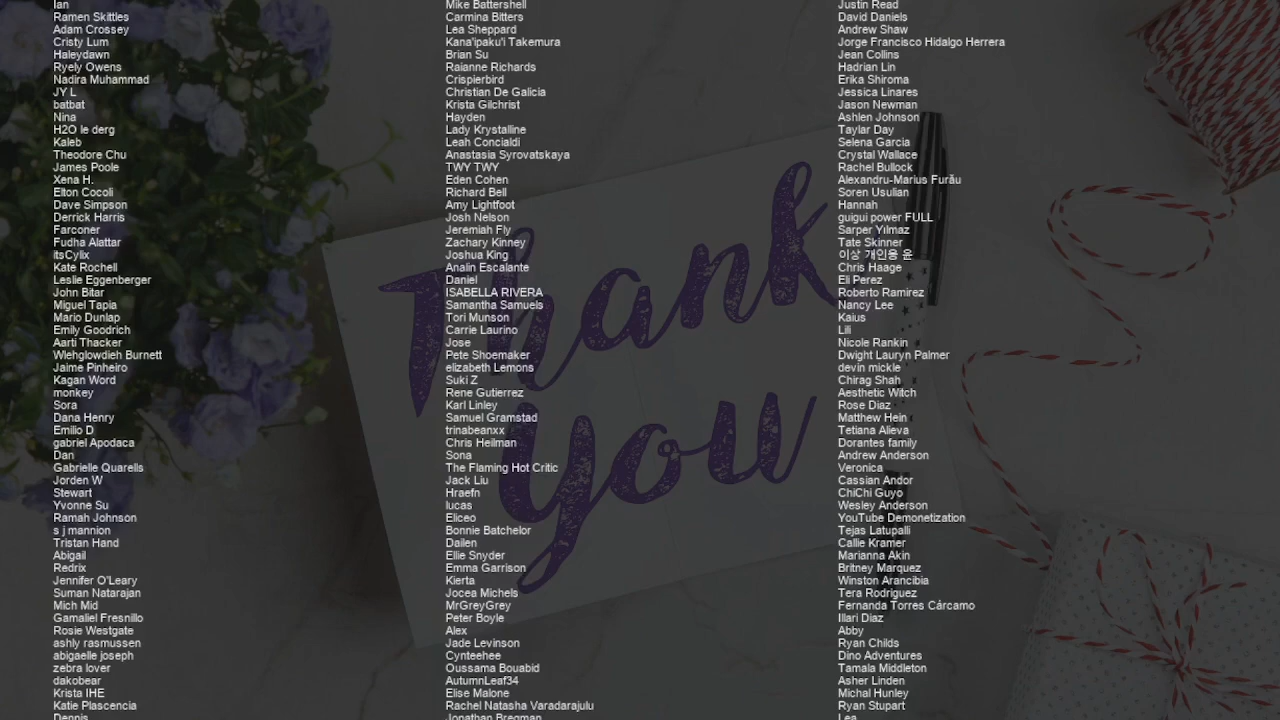 Ian
Ramen Skittles
Adam Crossey
Cristy Lum
Haleydawn
Ryely Owens
Nadira Muhammad
JY L
batbat
Nina
H2O le derg
Kaleb
Theodore Chu
James Poole
Xena H.
Elton Cocoli
Dave Simpson
Derrick Harris
Farconer
Fudha Alattar
itsCylix
Kate Rochell
Leslie Eggenberger
John Bitar
Miguel Tapia
Mario Dunlap
Emily Goodrich
Aarti Thacker
Wlehglowdieh Burnett
Jaime Pinheiro
Kagan Word
monkey
Sora
Dana Henry
Emilio D
gabriel Apodaca
Dan
Gabrielle Quarells
Jorden W
Stewart
Yvonne Su
Ramah Johnson
s j mannion
Tristan Hand
Abigail
Redrix
Jennifer O'Leary
Suman Natarajan
Mich Mid
Gamaliel Fresnillo
Rosie Westgate
ashly rasmussen
abigaelle joseph
zebra lover
dakobear
Krista IHE
Katie Plascencia
Dennis
Mike Battershell
Carmina Bitters
Lea Sheppard
Kana'ipaku'i Takemura
Brian Su
Raianne Richards
Crispierbird
Christian De Galicia
Krista Gilchrist
Hayden
Lady Krystalline
Leah Concialdi
Anastasia Syrovatskaya
TWY TWY
Eden Cohen
Richard Bell
Amy Lightfoot
Josh Nelson
Jeremiah Fly
Zachary Kinney
Joshua King
Analin Escalante
Daniel
ISABELLA RIVERA
Samantha Samuels
Tori Munson
Carrie Laurino
Jose
Pete Shoemaker
elizabeth Lemons
Suki Z
Rene Gutierrez
Karl Linley
Samuel Gramstad
trinabeanxx
Chris Heilman
Sona
The Flaming Hot Critic
Jack Liu
Hraefn
lucas
Eliceo
Bonnie Batchelor
Dailen
Ellie Snyder
Emma Garrison
Kierta
Jocea Michels
MrGreyGrey
Peter Boyle
Alex
Jade Levinson
Cynteehee
Oussama Bouabid
AutumnLeaf34
Elise Malone
Rachel Natasha Varadarajulu
Jonathan Bregman
Justin Read
David Daniels
Andrew Shaw
Jorge Francisco Hidalgo Herrera
Jean Collins
Hadrian Lin
Erika Shiroma
Jessica Linares
Jason Newman
Ashlen Johnson
Taylar Day
Selena Garcia
Crystal Wallace
Rachel Bullock
Alexandru-Marius Furău
Soren Usulian
Hannah
guigui power FULL
Sarper Yılmaz
Tate Skinner
이상 개인용 윤
Chris Haage
Eli Perez
Roberto Ramirez
Nancy Lee
Kaius
Lili
Nicole Rankin
Dwight Lauryn Palmer
devin mickle
Chirag Shah
Aesthetic Witch
Rose Diaz
Matthew Hein
Tetiana Alieva
Dorantes family
Andrew Anderson
Veronica
Cassian Andor
ChiChi Guyo
Wesley Anderson
YouTube Demonetization
Tejas Latupalli
Callie Kramer
Marianna Akin
Britney Marquez
Winston Arancibia
Tera Rodriguez
Fernanda Torres Cárcamo
Illari Diaz
Abby
Ryan Childs
Dino Adventures
Tamala Middleton
Asher Linden
Michal Hunley
Ryan Stupart
Lea
Thank
you